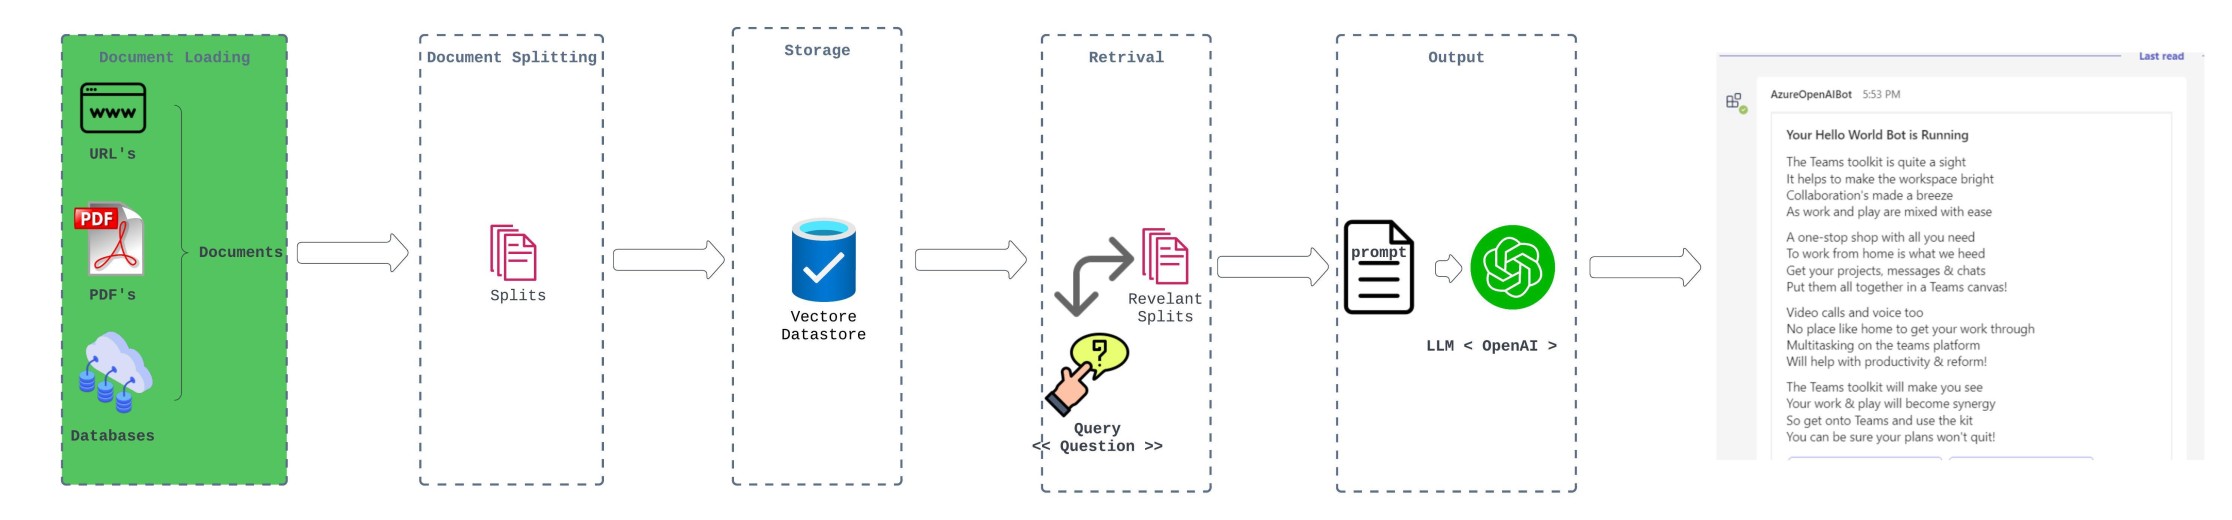 Document Loading
www
URL's
PDF
PDF's
Documents
Databases
Document Splitting
Splits
Storage
Vectore
Datastore
Retrival
Revelant
Splits
?
Query
<< Question >>
Output
prompt
LLM < OpenAI >
Last read
AzureOpenAIBot 5:53 PM
Your Hello World Bot is Running
The Teams toolkit is quite a sight
It helps to make the workspace bright
Collaboration's made a breeze
As work and play are mixed with ease
A one-stop shop with all you need
To work from home is what we heed
Get your projects, messages & chats
Put them all together in a Teams canvas!
Video calls and voice too
No place like home to get your work through
Multitasking on the teams platform
Will help with productivity & reform!
The Teams toolkit will make you see
Your work & play will become synergy
So get onto Teams and use the kit
You can be sure your plans won't quit!